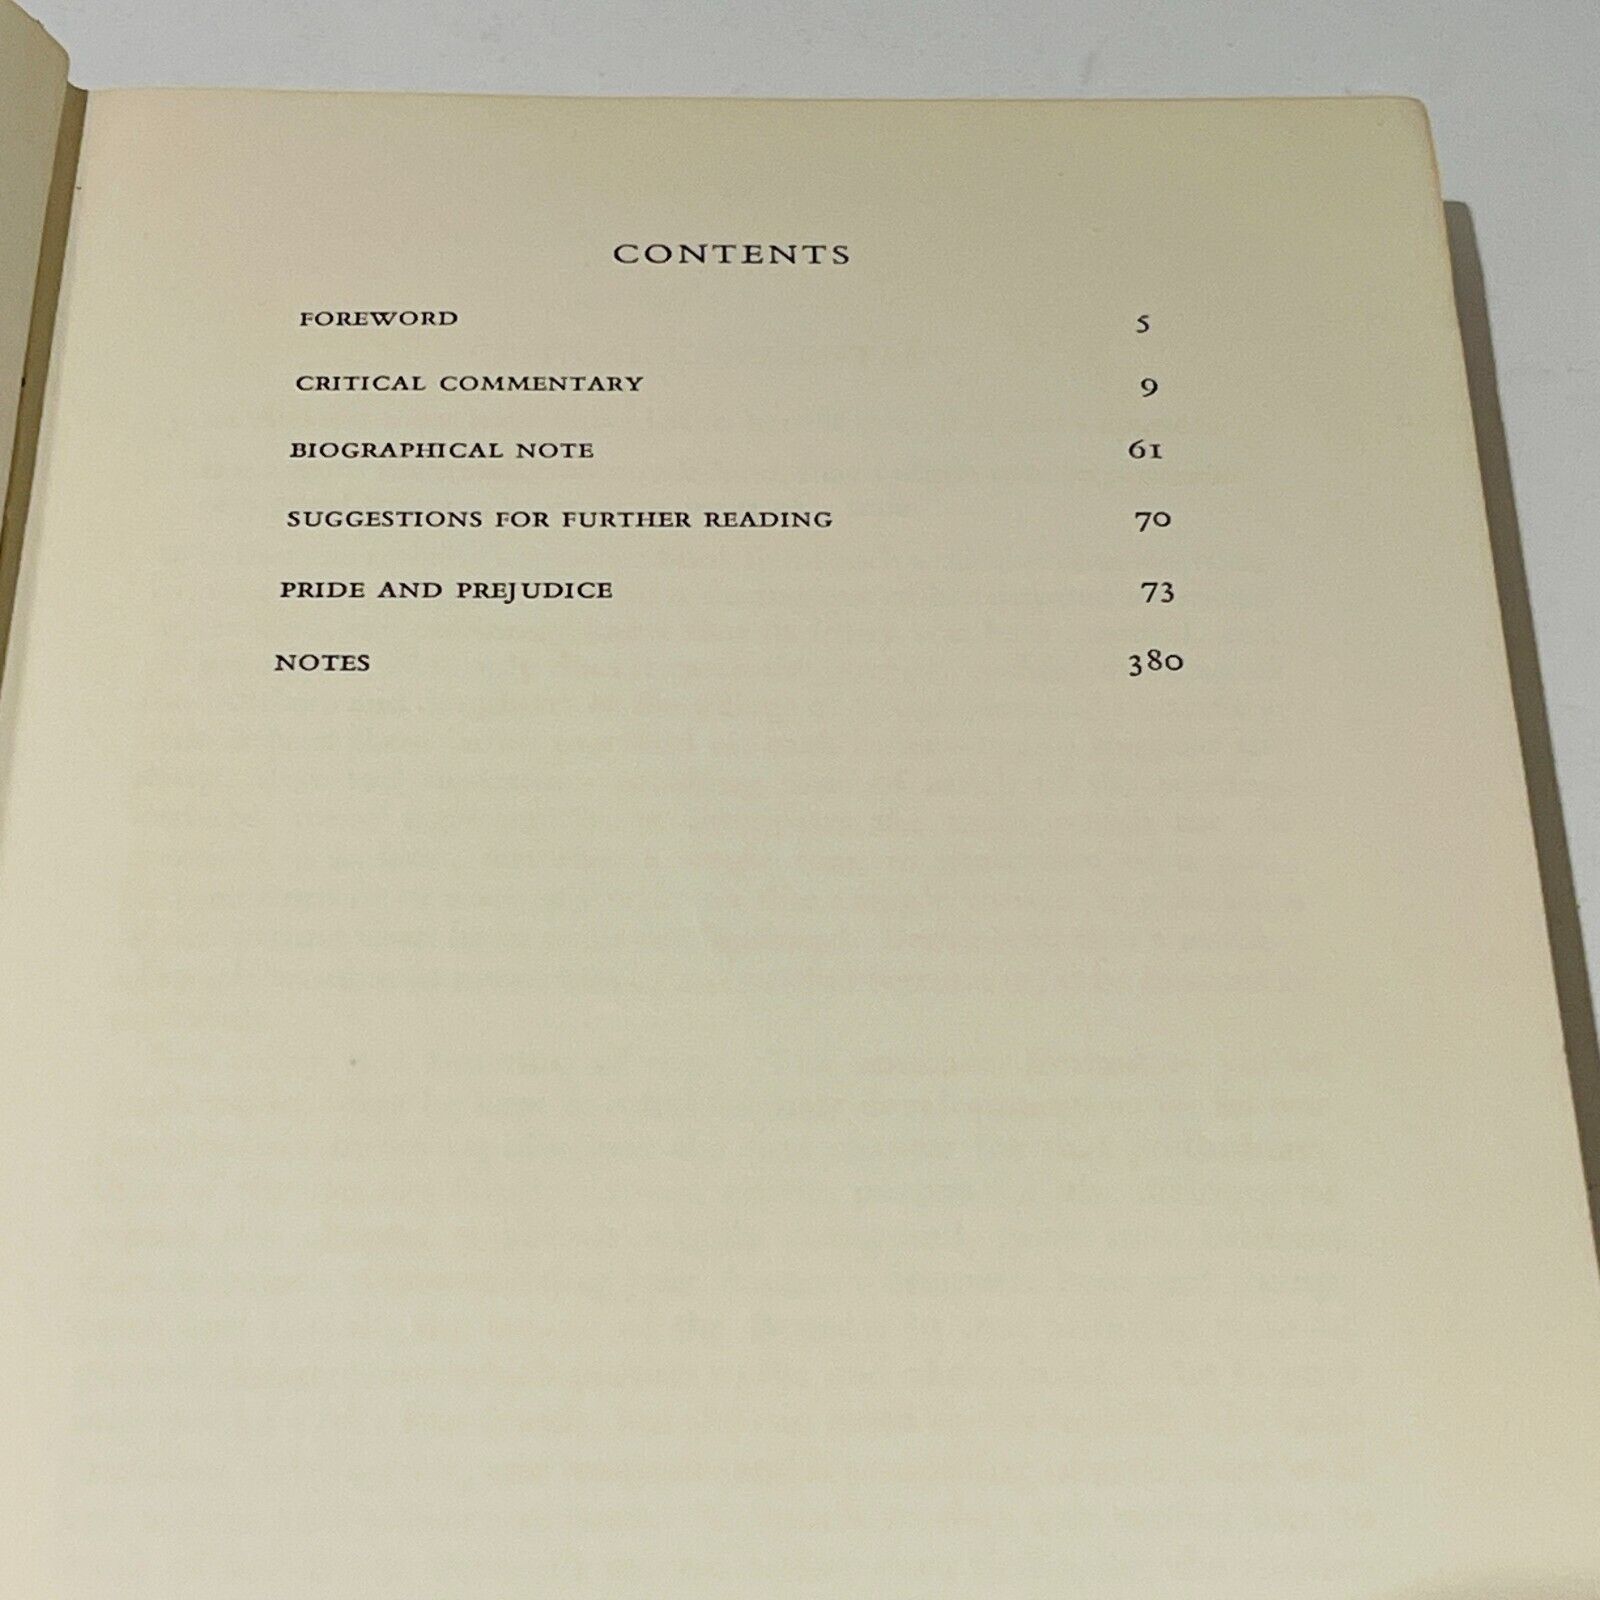 CONTENTS
FOREWORD 5
CRITICAL COMMENTARY 9
BIOGRAPHICAL NOTE 61
SUGGESTIONS FOR FURTHER READING 70
PRIDE AND PREJUDICE 73
NOTES 380